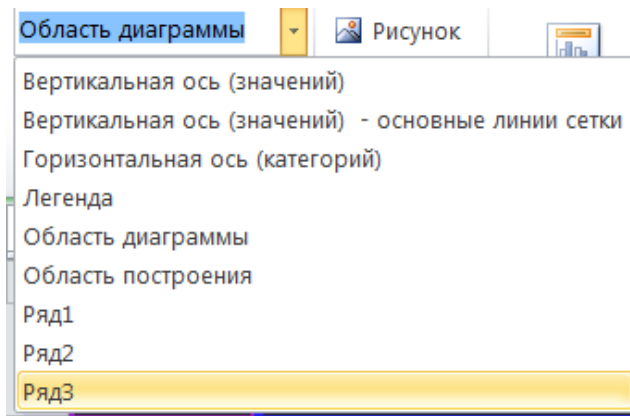 Область диаграммы Рисунок
Вертикальная ось (значений)
Вертикальная ось (значений) - основные линии сетки
Горизонтальная ось (категорий)
Легенда
Область диаграммы
Область построения
Ряд1
Ряд2
Ряд3